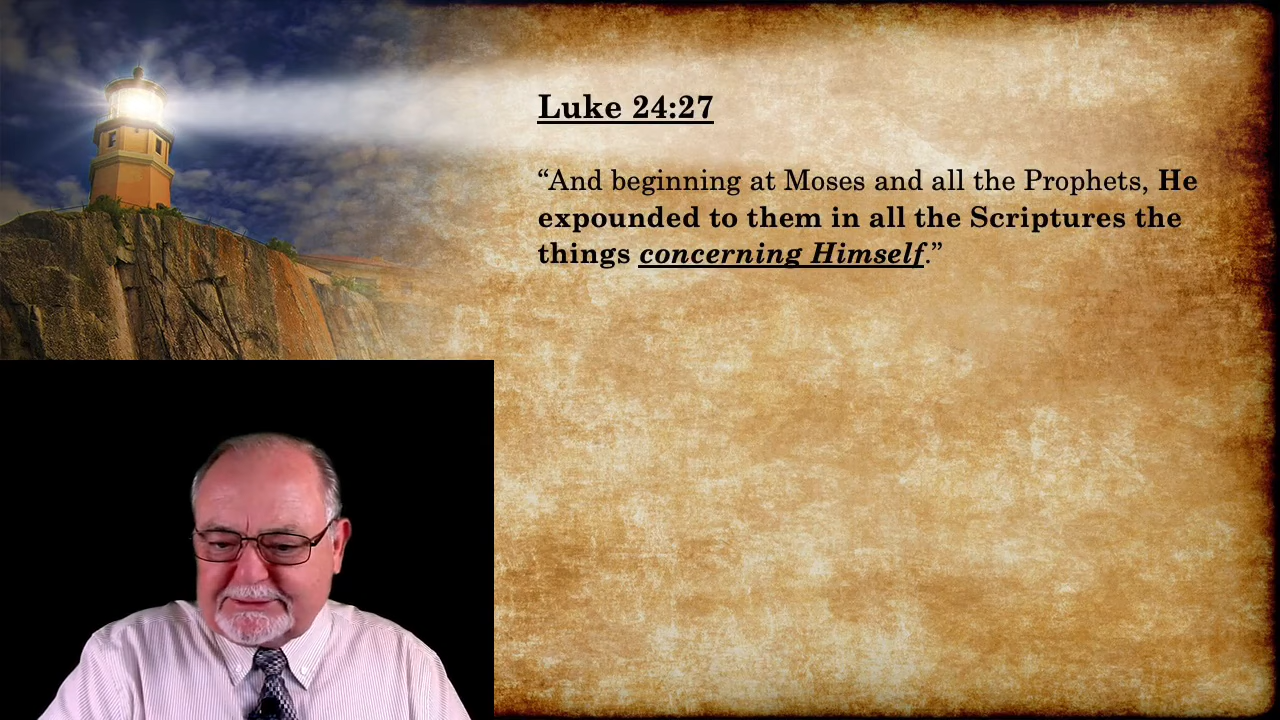 Luke 24:27
“And beginning at Moses and all the Prophets, He
expounded to them in all the Scriptures the
things concerning Himself.”